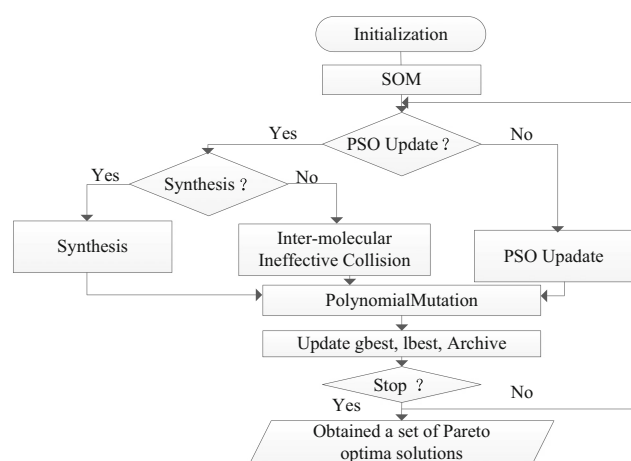 Initialization
SOM
Yes
PSO Update？
No
Yes
Synthesis？
No
Synthesis
Inter-molecular
Ineffective Collision
PSO Upadate
PolynomialMutation
Update gbest, lbest, Archive
Stop ？
No
Yes
Obtained a set of Pareto
optima solutions